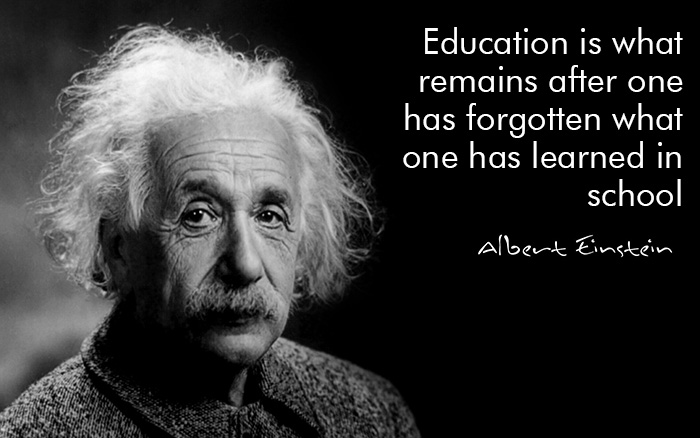 Education is what
remains after one
has forgotten what
one has learned in
school
Albert Einstein